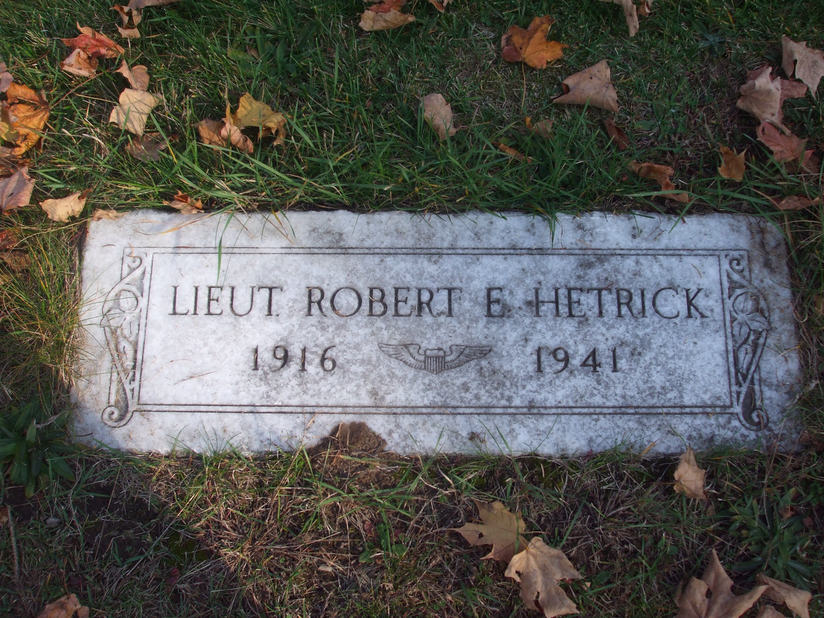 LIEUT. ROBERT E. HETRICK
1916 1941